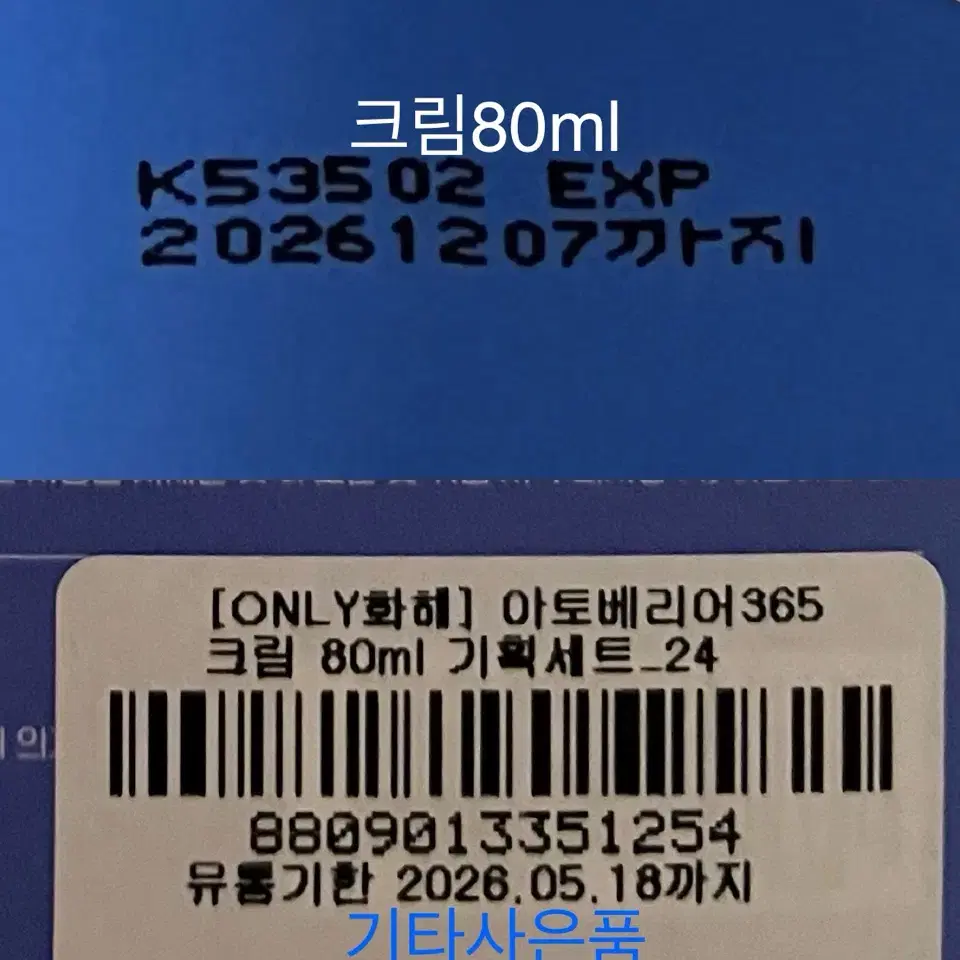 크림80ml
K53502 EXP
20261207까지
[ONLY화해] 아토베리어365
크림 80ml 기획세트_24
8809013351254
유통기한 2026.05.18까지
기타사은품